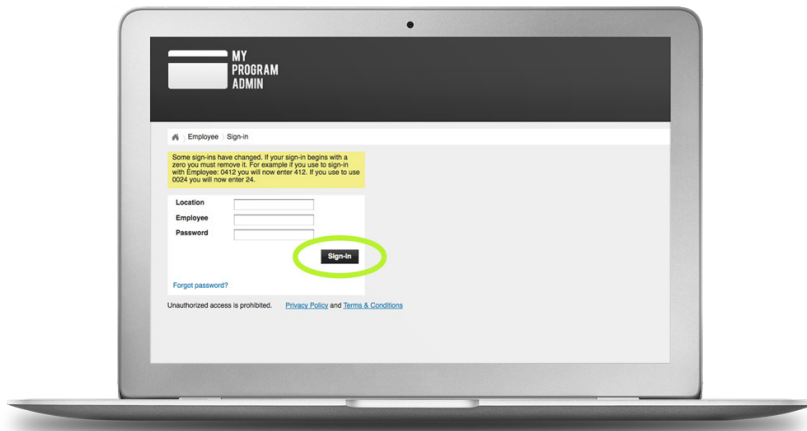 MY
PROGRAM
ADMIN
Employee Sign-in
Some sign-ins have changed. If your sign-in begins with a
zero you must remove it. For example if you use to sign-in
with Employee: 0412 you will now enter 412. If you use to use
0024 you will now enter 24.
Location
Employee
Password
Sign-in
Forgot password?
Unauthorized access is prohibited. Privacy Policy and Terms & Conditions